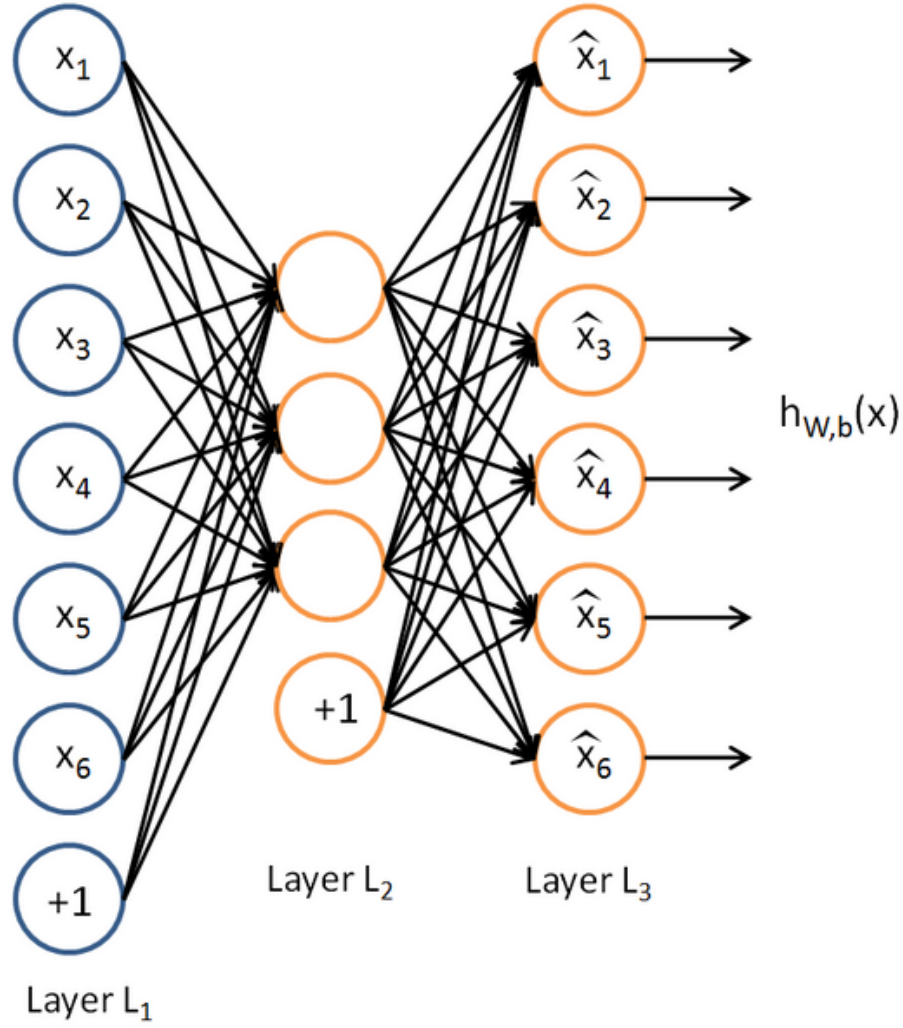 x₁
x₂
x₃
x₄
x₅
x₆
+1
Layer L₁
+1
Layer L₂
x̂₁
x̂₂
x̂₃
x̂₄
x̂₅
x̂₆
Layer L₃
h_{W,b}(x)